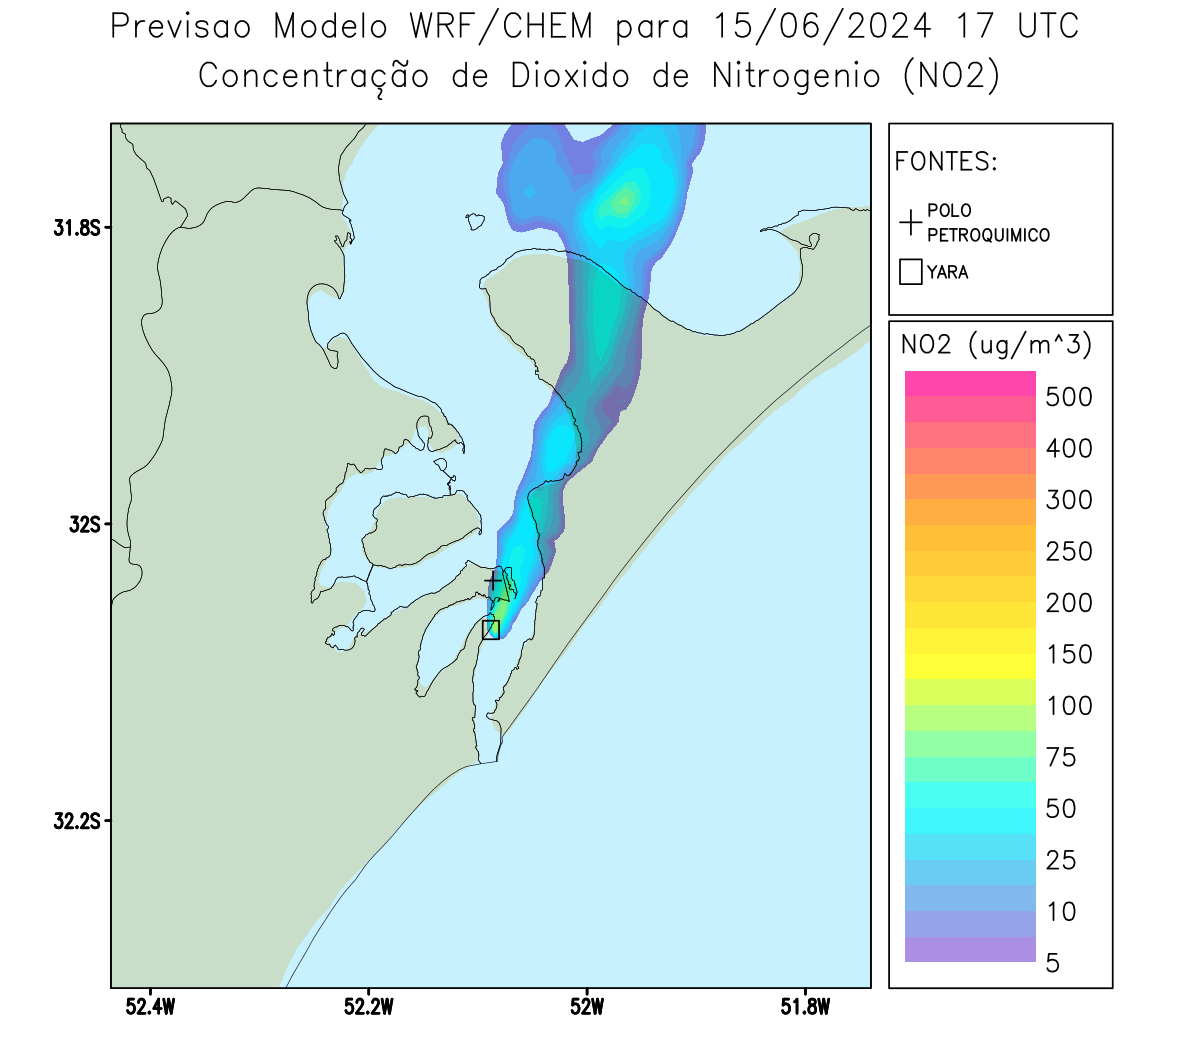 Previsao Modelo WRF/CHEM para 15/06/2024 17 UTC
Concentração de Dioxido de Nitrogenio (NO2)
FONTES:
POLO
PETROQUIMICO
YARA
NO2 (ug/m^3)
500
400
300
250
200
150
100
75
50
25
10
5
31.8S
32S
32.2S
52.4W
52.2W
52W
51.8W